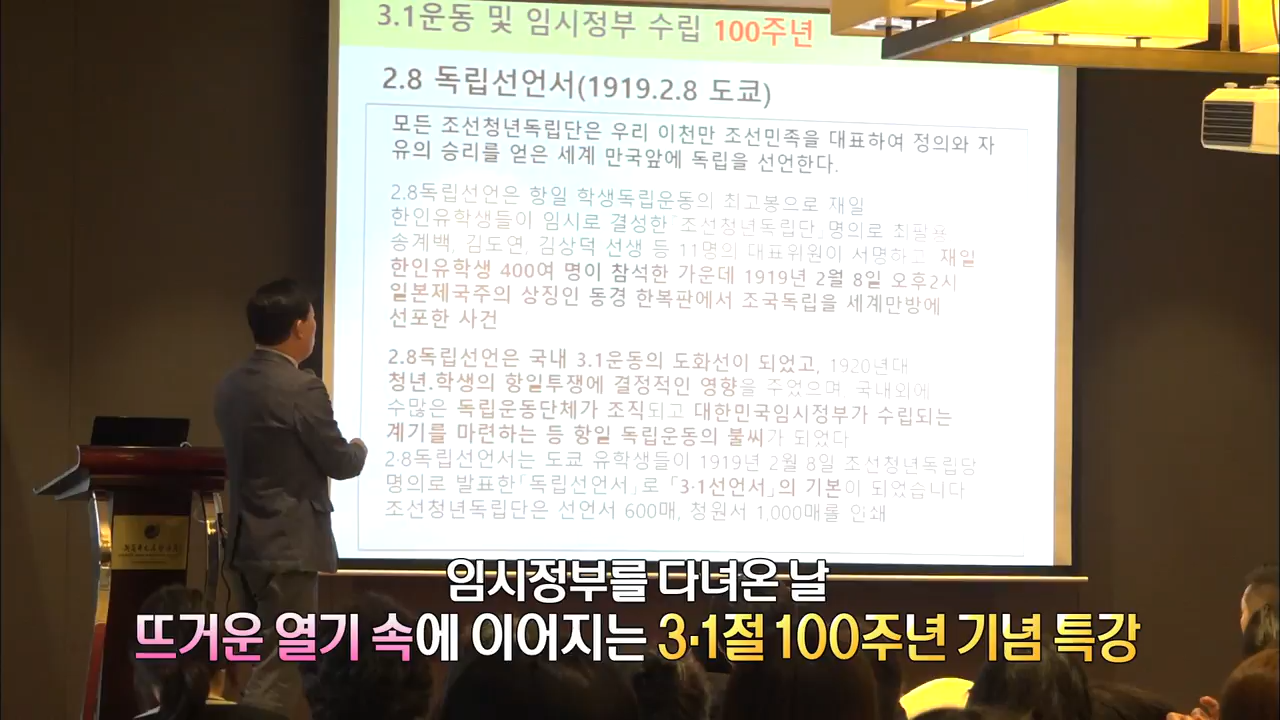 3.1운동 및 임시정부 수립 100주년
2.8 독립선언서(1919.2.8 도쿄)
모든 조선청년독립단은 우리 이천만 조선민족을 대표하여 정의와 자
유의 승리를 얻은 세계 만국앞에 독립을 선언한다.
2.8독립선언은 항일 학생독립운동의 최고봉으로 재일
한인유학생들이 임시로 결성한「조선청년독립단」명의로 최팔용
송계백, 김도연, 김상덕 선생 등 11명의 대표위원이 서명하고 재일
한인유학생 400여 명이 참석한 가운데 1919년 2월 8일 오후2시
일본제국주의 상징인 동경 한복판에서 조국독립을 세계만방에
선포한 사건
2.8독립선언은 국내 3.1운동의 도화선이 되었고, 1920년대
청년.학생의 항일투쟁에 결정적인 영향을 주었으며 국내외에
수많은 독립운동단체가 조직되고 대한민국임시정부가 수립되는
계기를 마련하는 등 항일 독립운동의 불씨가 되었다
2.8독립선언서는 도쿄 유학생들이 1919년 2월 8일 조선청년독립당
명의로 발표한「독립선언서」로「3·1선언서」의 기본이 되었습니다
조선청년독립단은 선언서 600매, 청원서 1,000매를 인쇄
임시정부를 다녀온 날
뜨거운 열기 속에 이어지는 3·1절 100주년 기념 특강